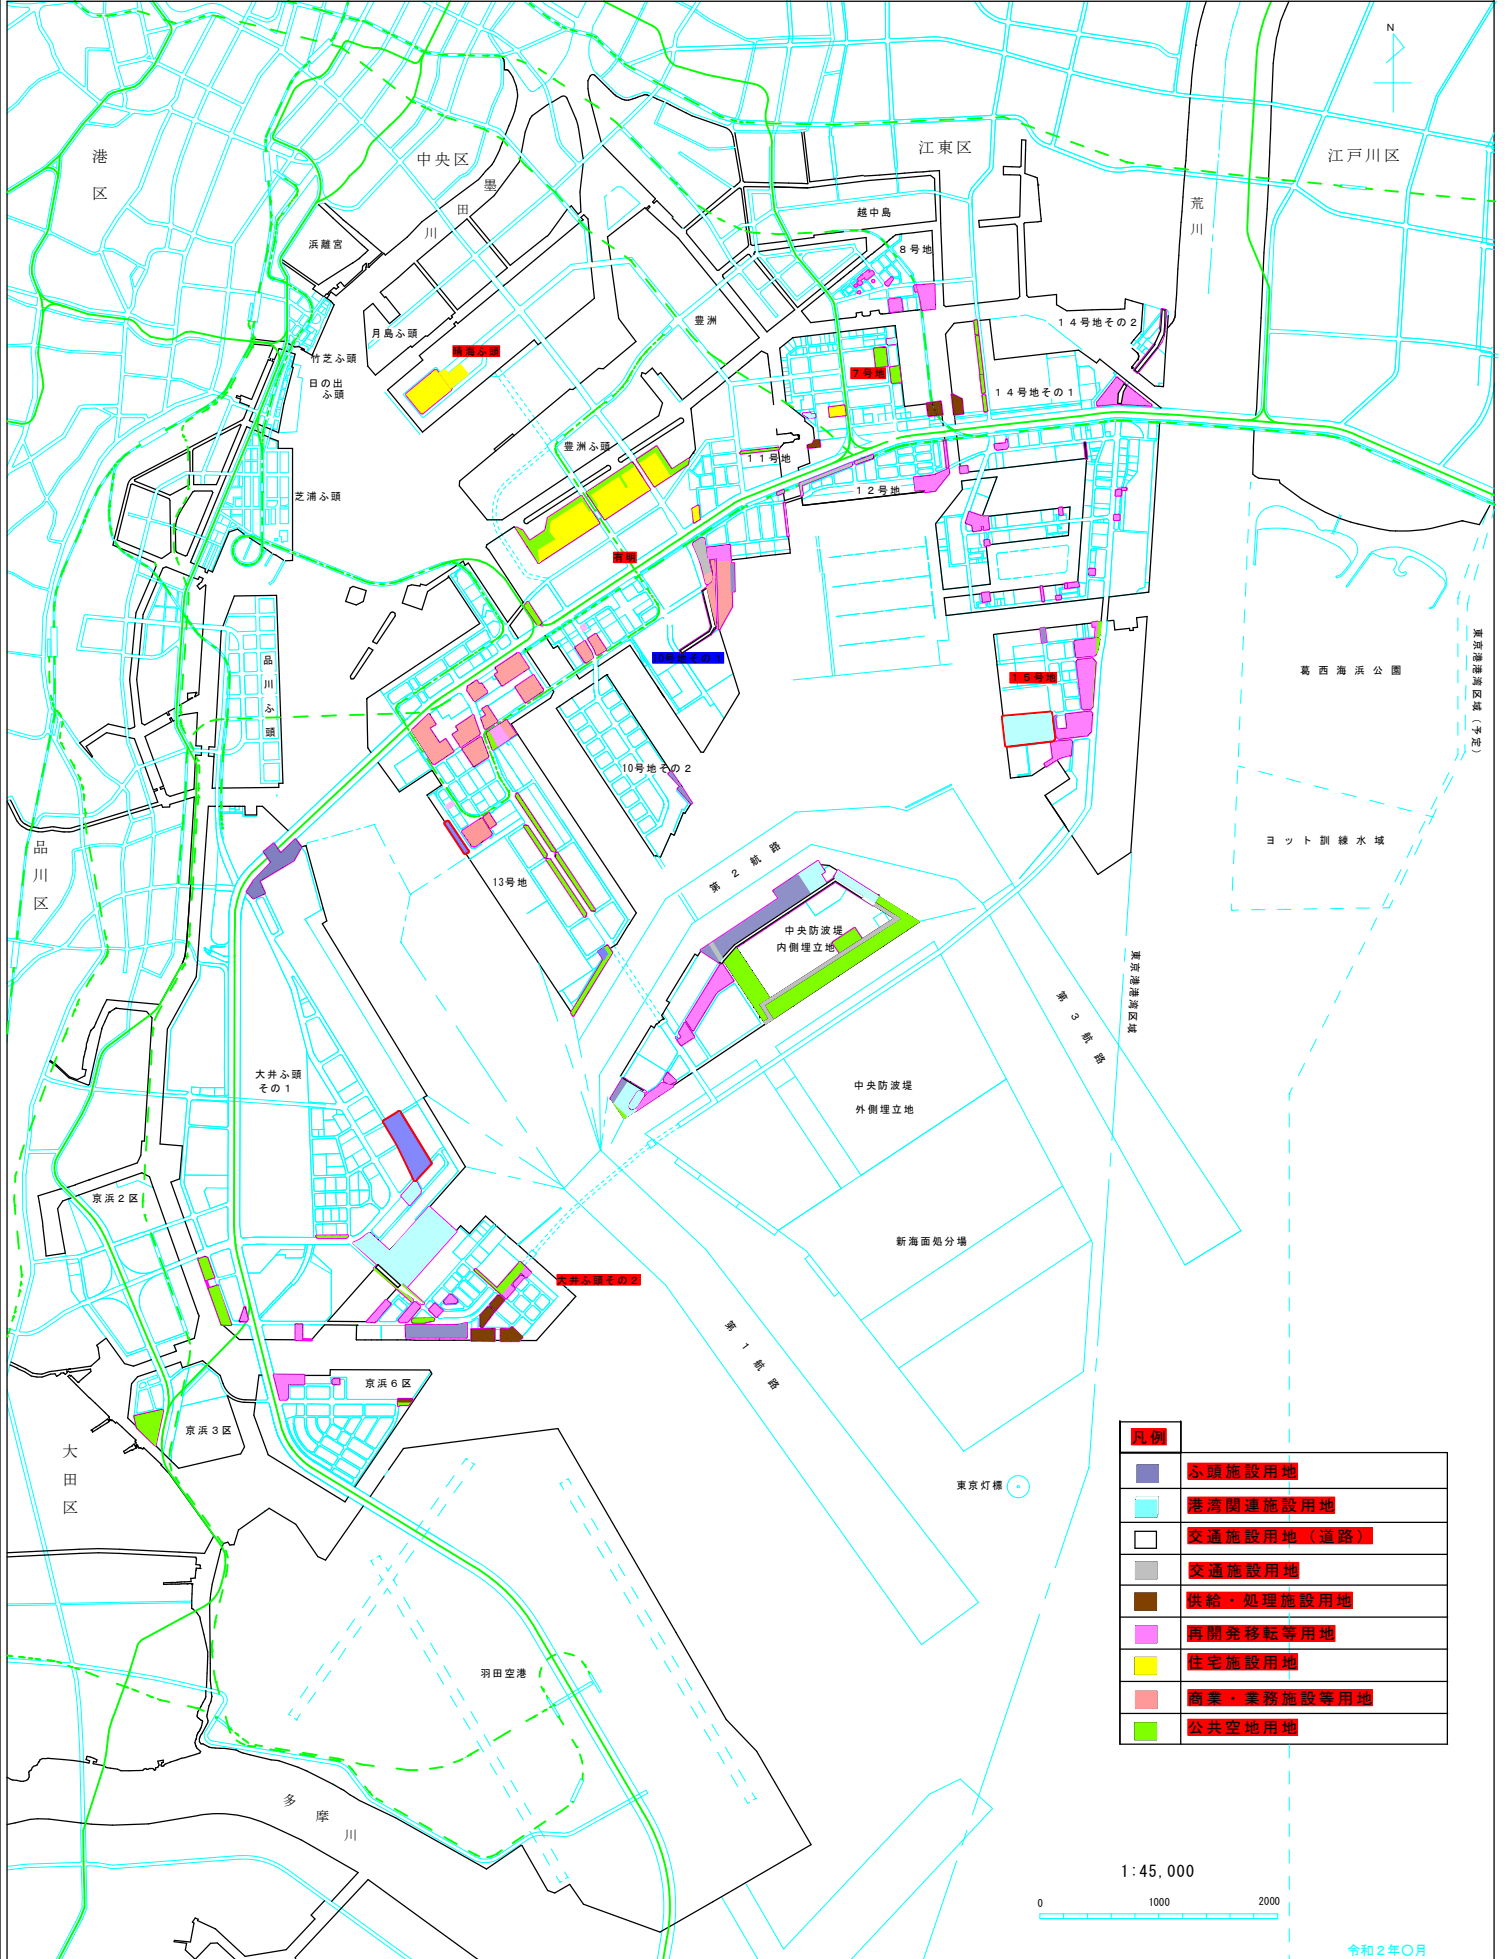 N
港
区
中央区
墨
田
川
江東区
江戸川区
荒
川
浜離宮
越中島
8号地
月島ふ頭
晴海ふ頭
豊洲
14号地その2
竹芝ふ頭
日の出
ふ頭
7号地
14号地その1
豊洲ふ頭
11号地
12号地
芝浦ふ頭
有明
10号地その1
品
川
ふ
頭
15号地
葛西海浜公園
東京港港湾区域(予定)
10号地その2
ヨット訓練水域
品
川
区
13号地
第2航路
中央防波堤
内側埋立地
東京港港湾区域
第3航路
大井ふ頭
その1
中央防波堤
外側埋立地
京浜2区
新海面処分場
大井ふ頭その2
第1航路
京浜6区
京浜3区
大
田
区
東京灯標
凡例
ふ頭施設用地
港湾関連施設用地
交通施設用地(道路)
交通施設用地
供給・処理施設用地
再開発移転等用地
住宅施設用地
商業・業務施設等用地
公共空地用地
羽田空港
多
摩
川
1:45,000
0 1000 2000
令和2年○月